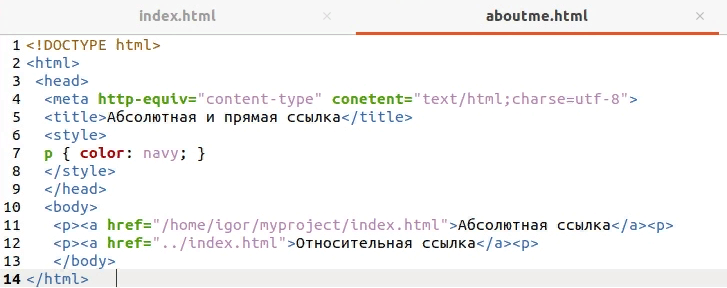 index.html × aboutme.html ×
1 <!DOCTYPE html>
2 <html>
3 <head>
4 <meta http-equiv="content-type" conetent="text/html;charse=utf-8">
5 <title>Абсолютная и прямая ссылка</title>
6 <style>
7 p { color: navy; }
8 </style>
9 </head>
10 <body>
11 <p><a href="/home/igor/myproject/index.html">Абсолютная ссылка</a><p>
12 <p><a href="../index.html">Относительная ссылка</a><p>
13 </body>
14 </html>